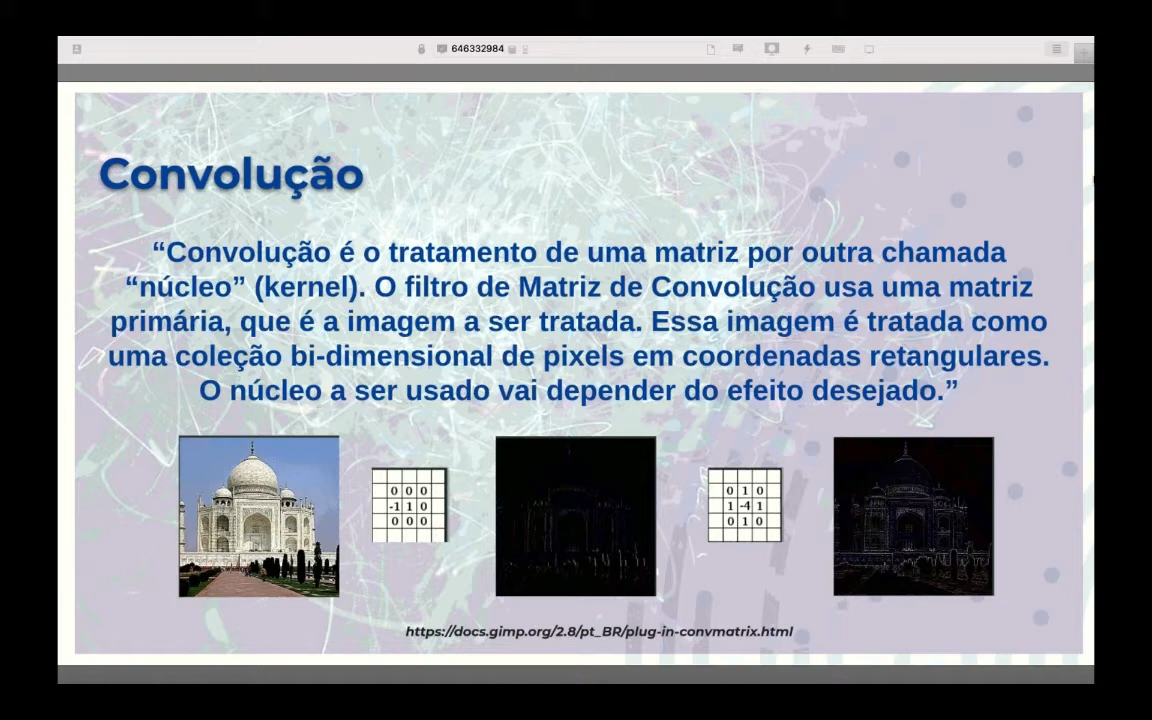 646332984
Convolução
“Convolução é o tratamento de uma matriz por outra chamada
“núcleo” (kernel). O filtro de Matriz de Convolução usa uma matriz
primária, que é a imagem a ser tratada. Essa imagem é tratada como
uma coleção bi-dimensional de pixels em coordenadas retangulares.
O núcleo a ser usado vai depender do efeito desejado.”
0 0 0
-1 1 0
0 0 0
0 1 0
1 -4 1
0 1 0
https://docs.gimp.org/2.8/pt_BR/plug-in-convmatrix.html